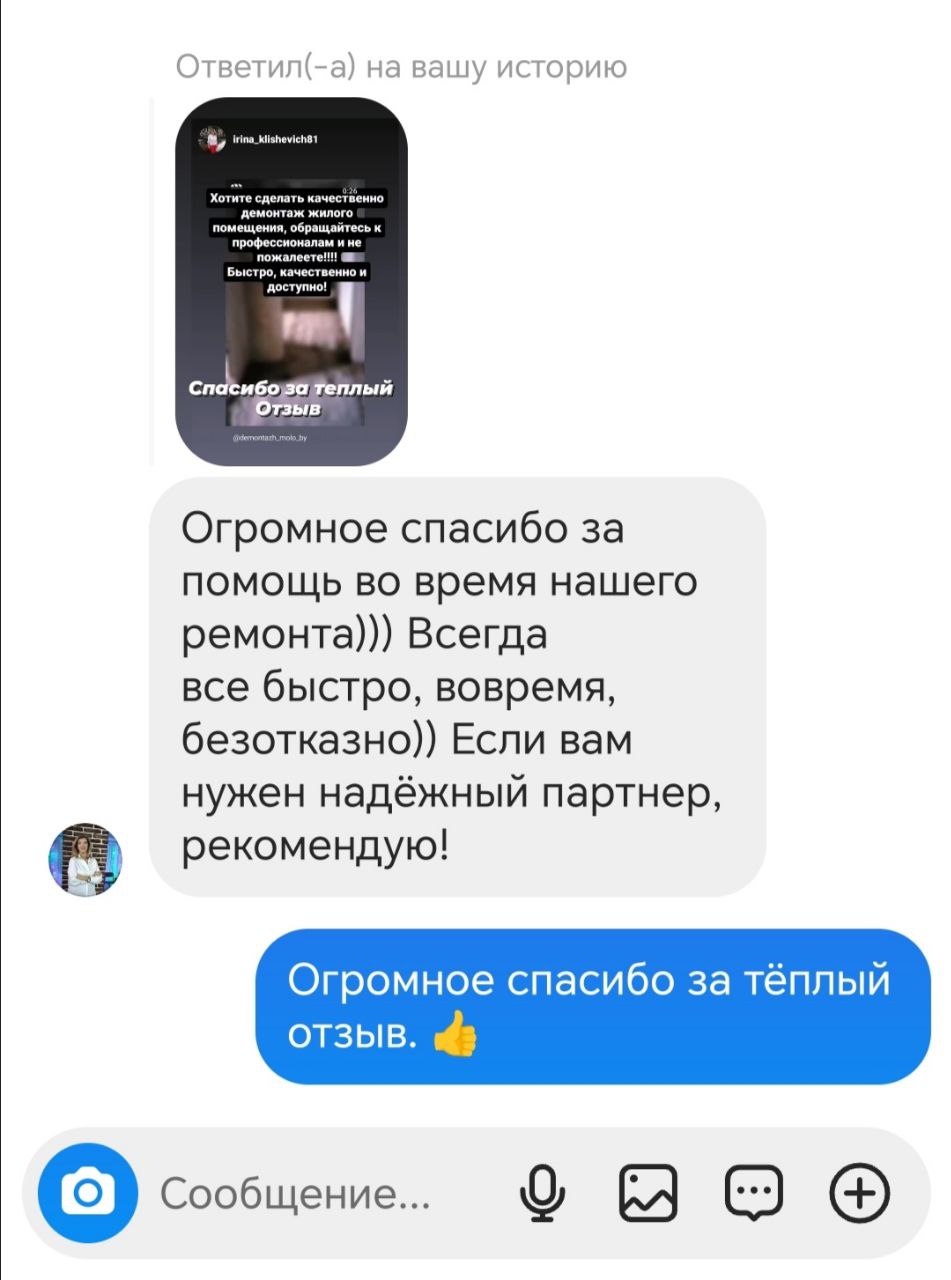 Ответил(-а) на вашу историю
irina_klishevich81
0:26
Хотите сделать качественно
демонтаж жилого
помещения, обращайтесь к
профессионалам и не
пожалеете!!!!
Быстро, качественно и
доступно!
Спасибо за теплый
Отзыв
@demontazh_molo_by
Огромное спасибо за
помощь во время нашего
ремонта))) Всегда
все быстро, вовремя,
безотказно)) Если вам
нужен надёжный партнер,
рекомендую!
Огромное спасибо за тёплый
отзыв. 👍
Сообщение...